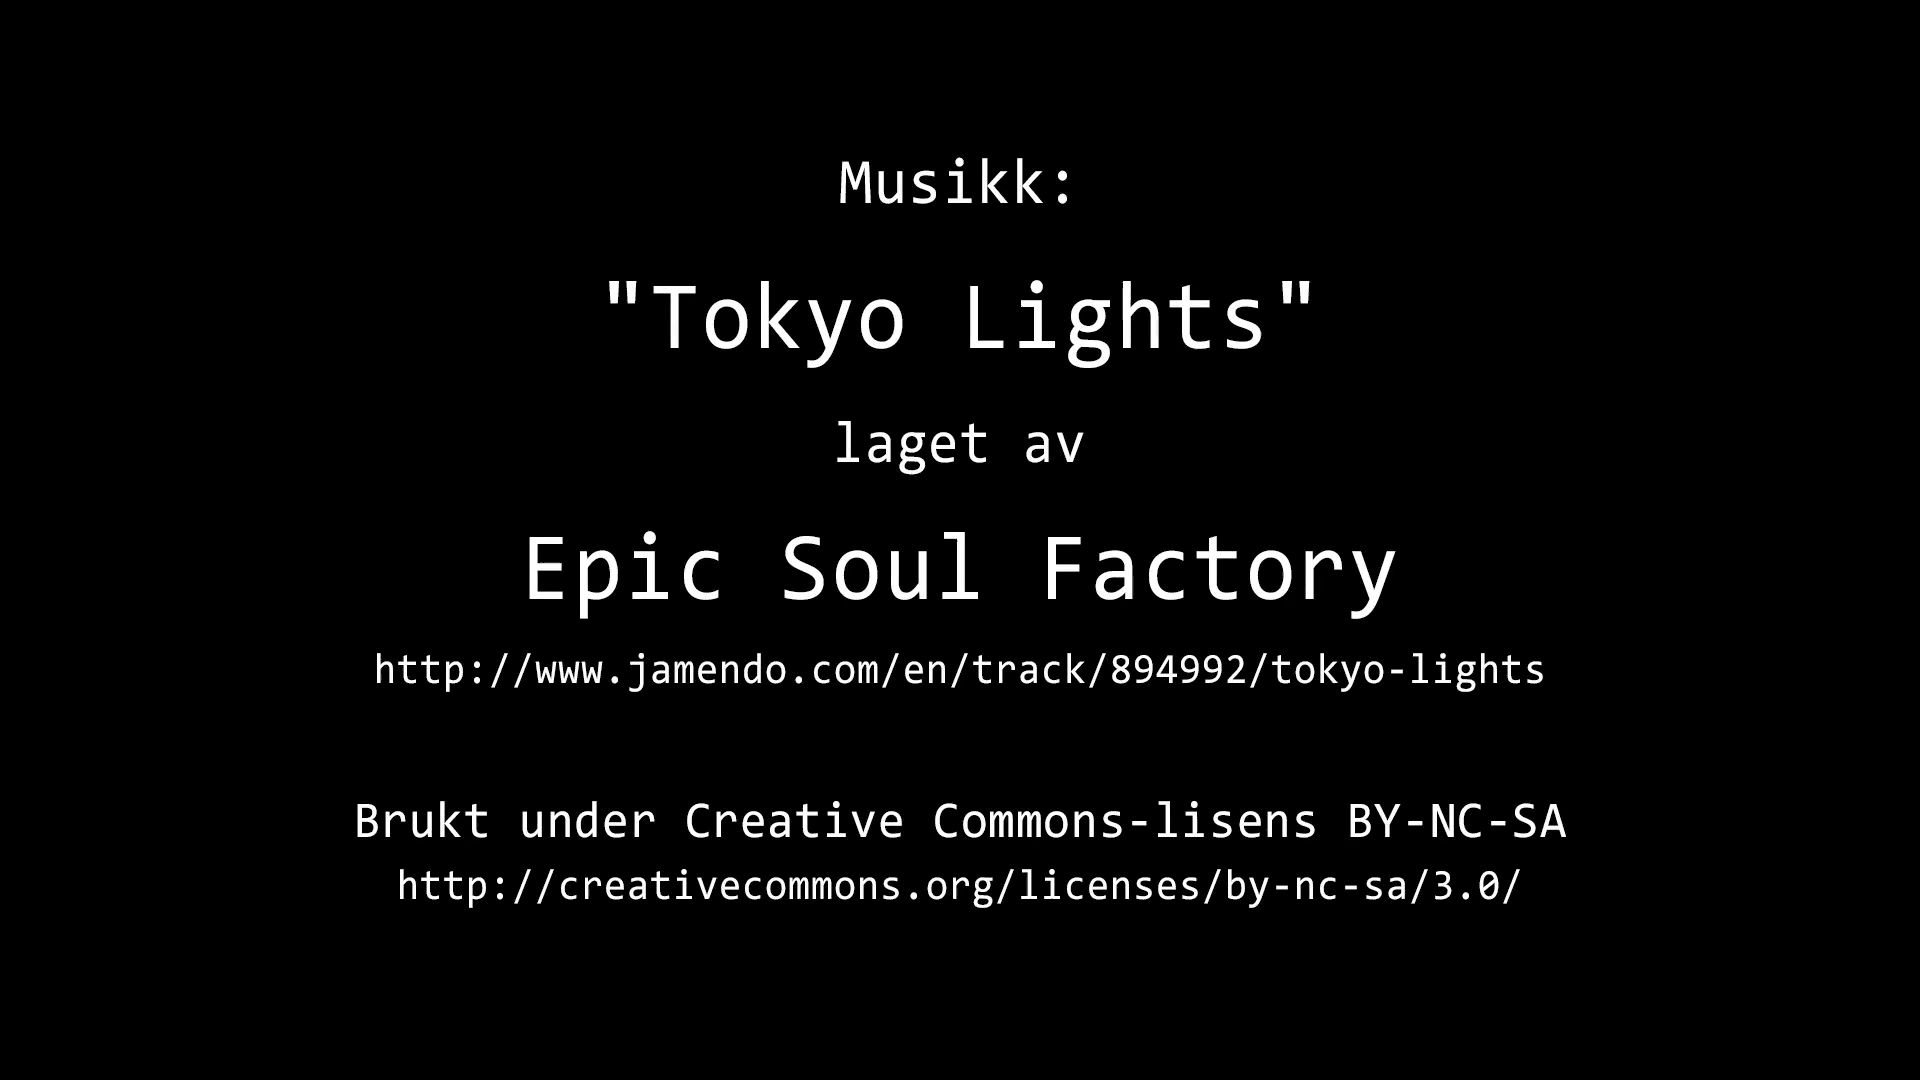 Musikk:
"Tokyo Lights"
laget av
Epic Soul Factory
http://www.jamendo.com/en/track/894992/tokyo-lights
Brukt under Creative Commons-lisens BY-NC-SA
http://creativecommons.org/licenses/by-nc-sa/3.0/